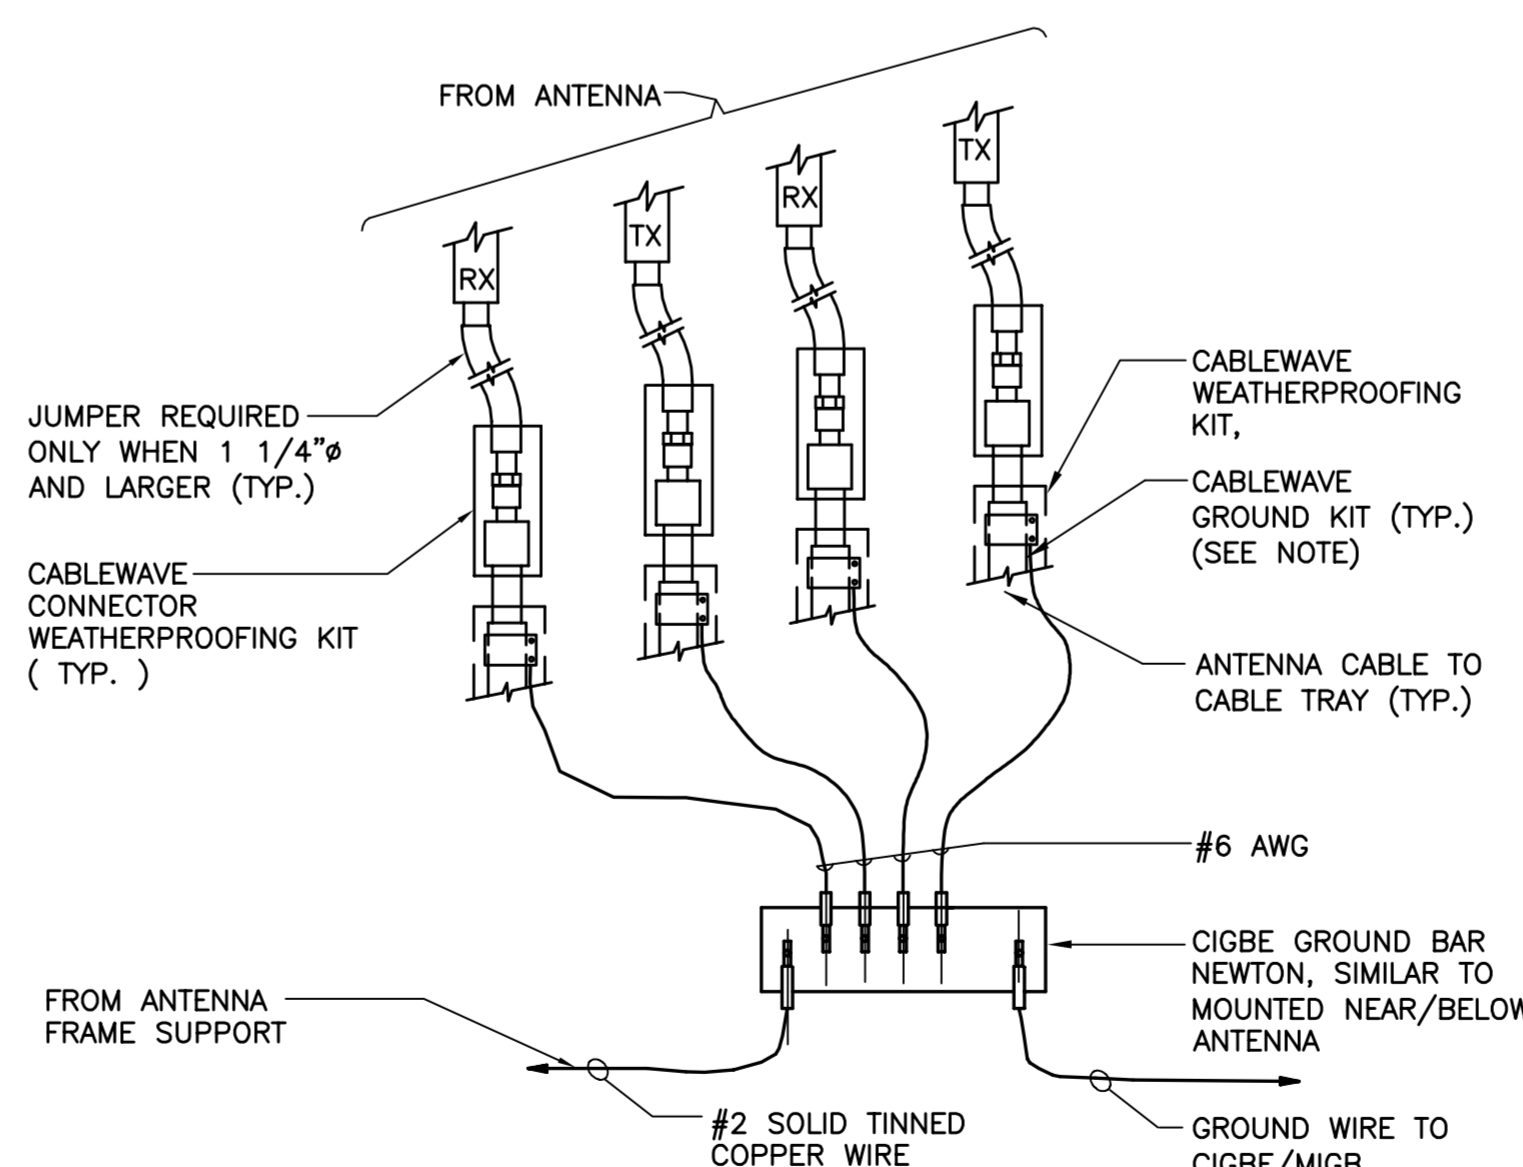 FROM ANTENNA
TX
RX
TX
RX
JUMPER REQUIRED
ONLY WHEN 1 1/4"ø
AND LARGER (TYP.)
CABLEWAVE
CONNECTOR
WEATHERPROOFING KIT
( TYP. )
CABLEWAVE
WEATHERPROOFING
KIT,
CABLEWAVE
GROUND KIT (TYP.)
(SEE NOTE)
ANTENNA CABLE TO
CABLE TRAY (TYP.)
#6 AWG
CIGBE GROUND BAR
NEWTON, SIMILAR TO
MOUNTED NEAR/BELOW
ANTENNA
FROM ANTENNA
FRAME SUPPORT
#2 SOLID TINNED
COPPER WIRE
GROUND WIRE TO
CIGBE/MIGB